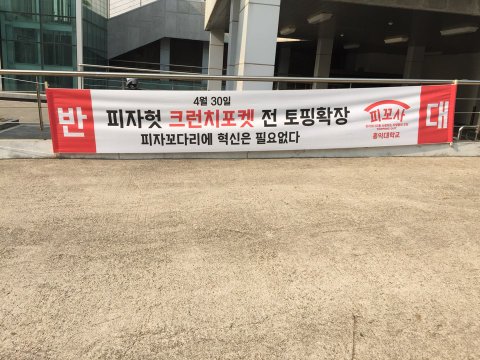 반
4월 30일
피자헛 크런치포켓 전 토핑확장
피자꼬다리에 혁신은 필요없다
피꼬사
홍익대학교
대